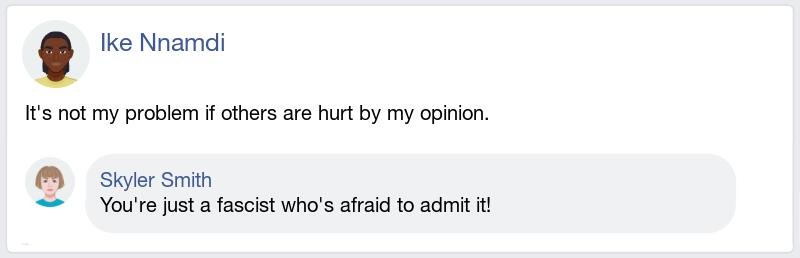 Ike Nnamdi
It's not my problem if others are hurt by my opinion.
Skyler Smith
You're just a fascist who's afraid to admit it!